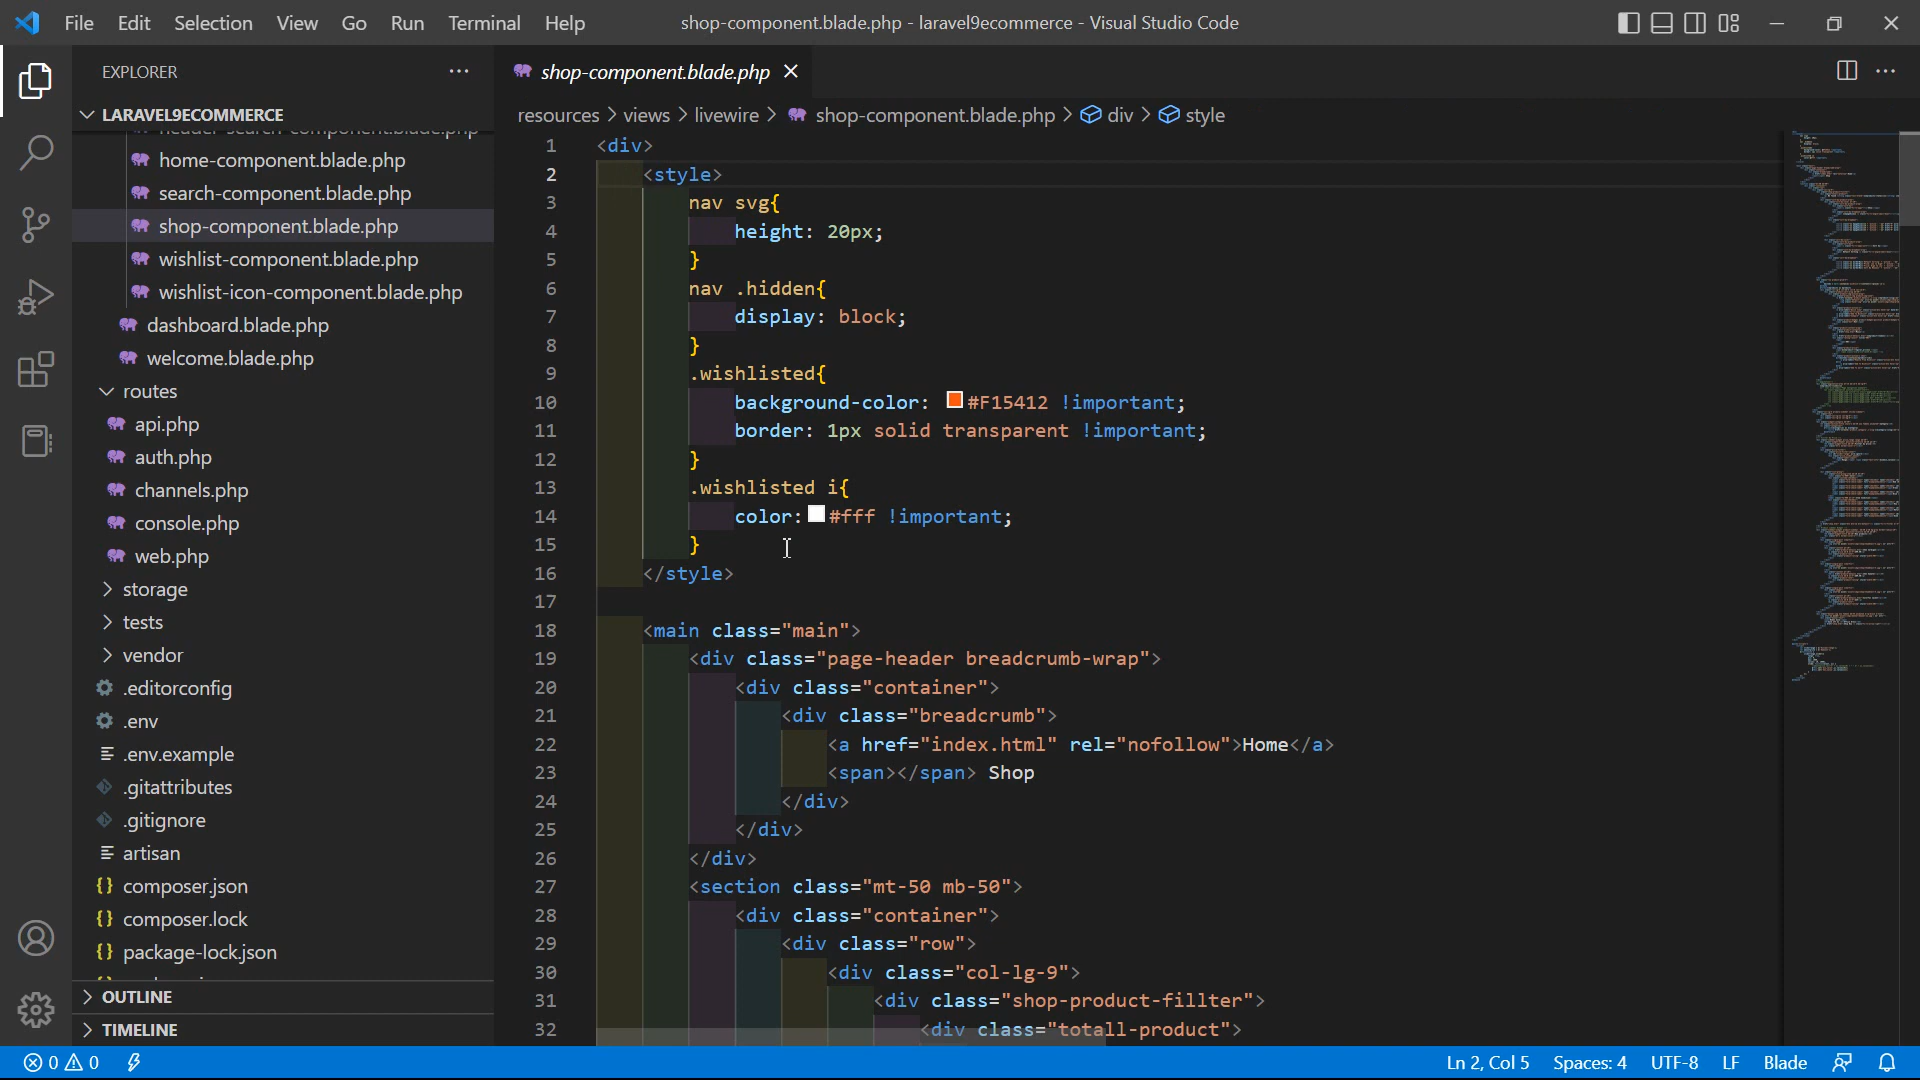 File Edit Selection View Go Run Terminal Help shop-component.blade.php - laravel9ecommerce - Visual Studio Code
EXPLORER
LARAVEL9ECOMMERCE
header-search-component.blade.php
home-component.blade.php
search-component.blade.php
shop-component.blade.php
wishlist-component.blade.php
wishlist-icon-component.blade.php
dashboard.blade.php
welcome.blade.php
routes
api.php
auth.php
channels.php
console.php
web.php
storage
tests
vendor
.editorconfig
.env
.env.example
.gitattributes
.gitignore
artisan
composer.json
composer.lock
package-lock.json
OUTLINE
TIMELINE
shop-component.blade.php
resources > views > livewire > shop-component.blade.php > div > style
1 <div>
2 <style>
3 nav svg{
4 height: 20px;
5 }
6 nav .hidden{
7 display: block;
8 }
9 .wishlisted{
10 background-color: #F15412 !important;
11 border: 1px solid transparent !important;
12 }
13 .wishlisted i{
14 color: #fff !important;
15 }
16 </style>
17
18 <main class="main">
19 <div class="page-header breadcrumb-wrap">
20 <div class="container">
21 <div class="breadcrumb">
22 <a href="index.html" rel="nofollow">Home</a>
23 <span></span> Shop
24 </div>
25 </div>
26 </div>
27 <section class="mt-50 mb-50">
28 <div class="container">
29 <div class="row">
30 <div class="col-lg-9">
31 <div class="shop-product-fillter">
32 <div class="totall-product">
0 0 Ln 2, Col 5 Spaces: 4 UTF-8 LF Blade